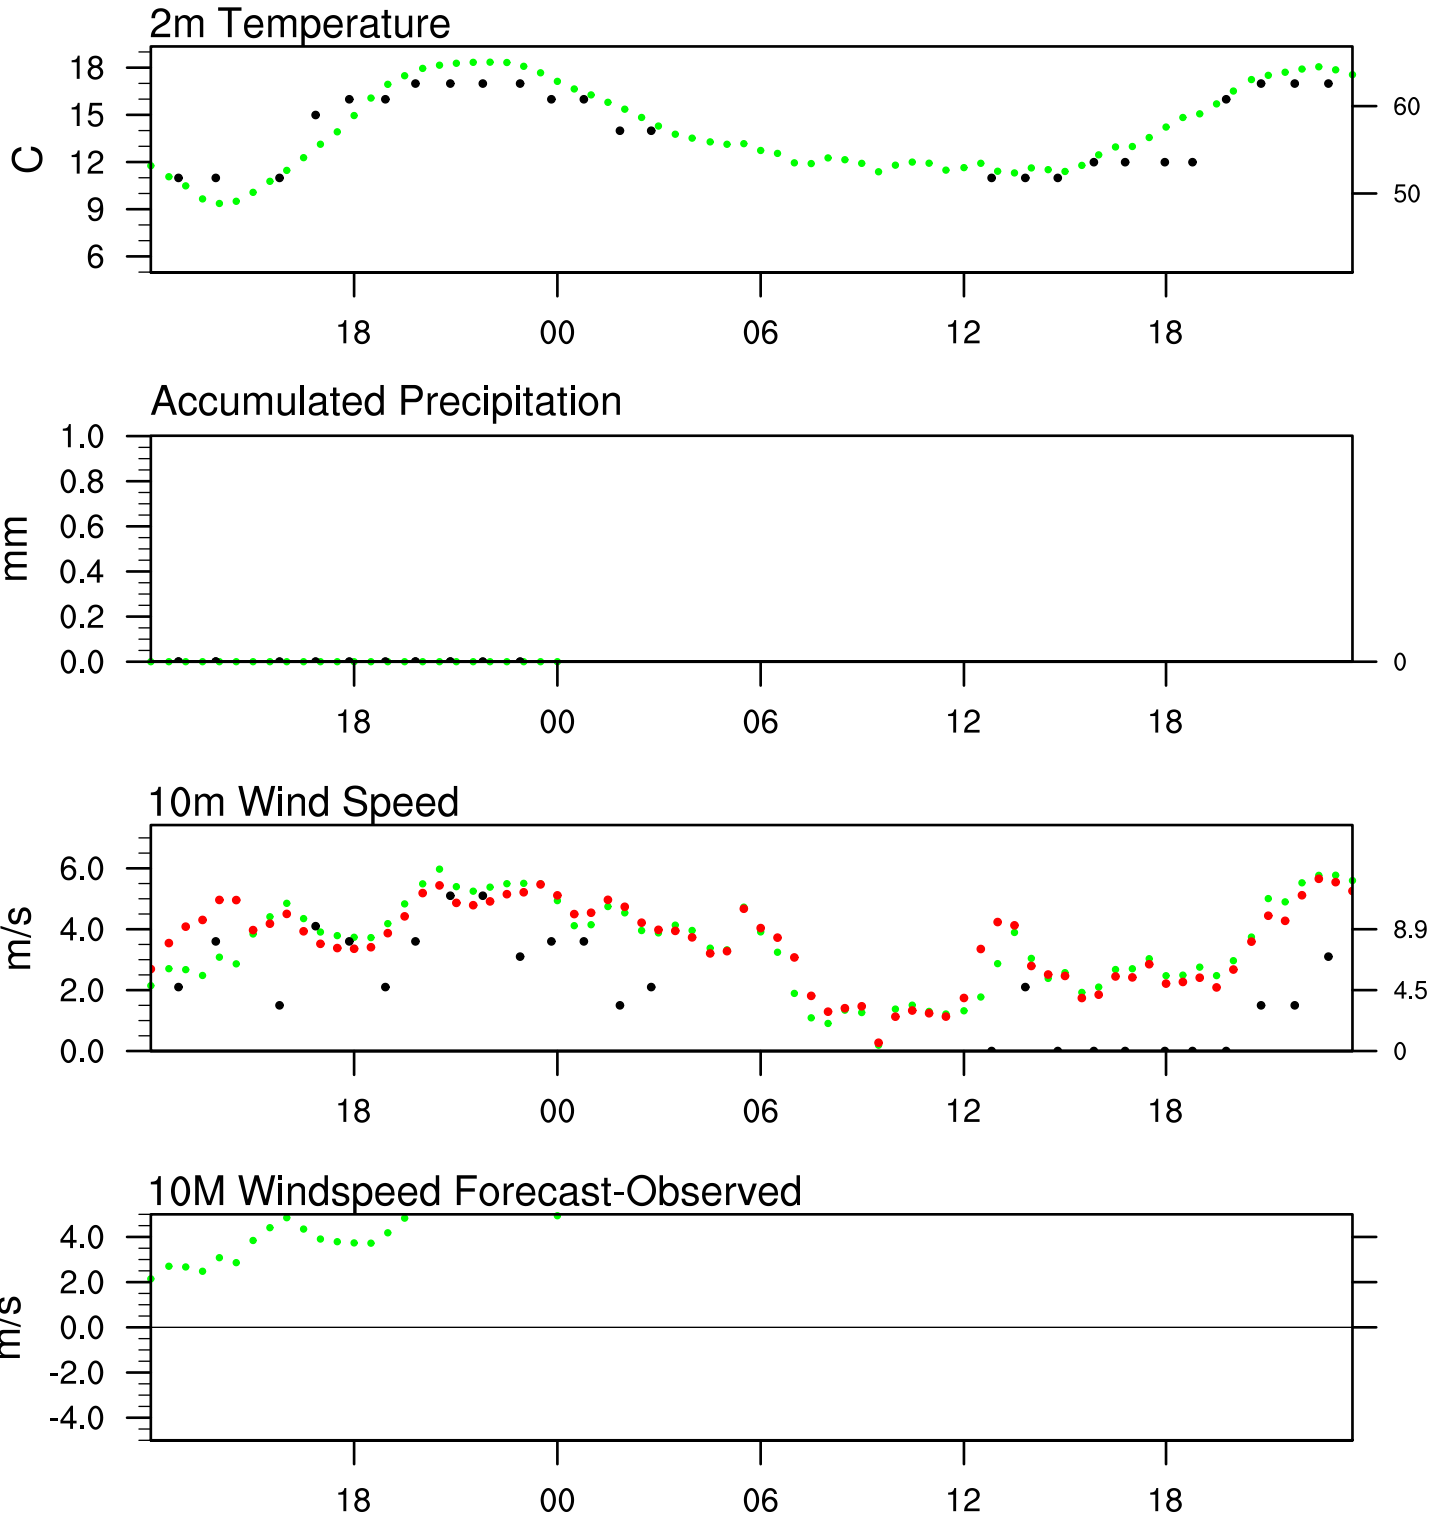 2m Temperature
18
15
12
9
6
C
60
50
18 00 06 12 18
Accumulated Precipitation
1.0
0.8
0.6
0.4
0.2
0.0
mm
0
18 00 06 12 18
10m Wind Speed
6.0
4.0
2.0
0.0
m/s
8.9
4.5
0
18 00 06 12 18
10M Windspeed Forecast-Observed
4.0
2.0
0.0
-2.0
-4.0
m/s
18 00 06 12 18